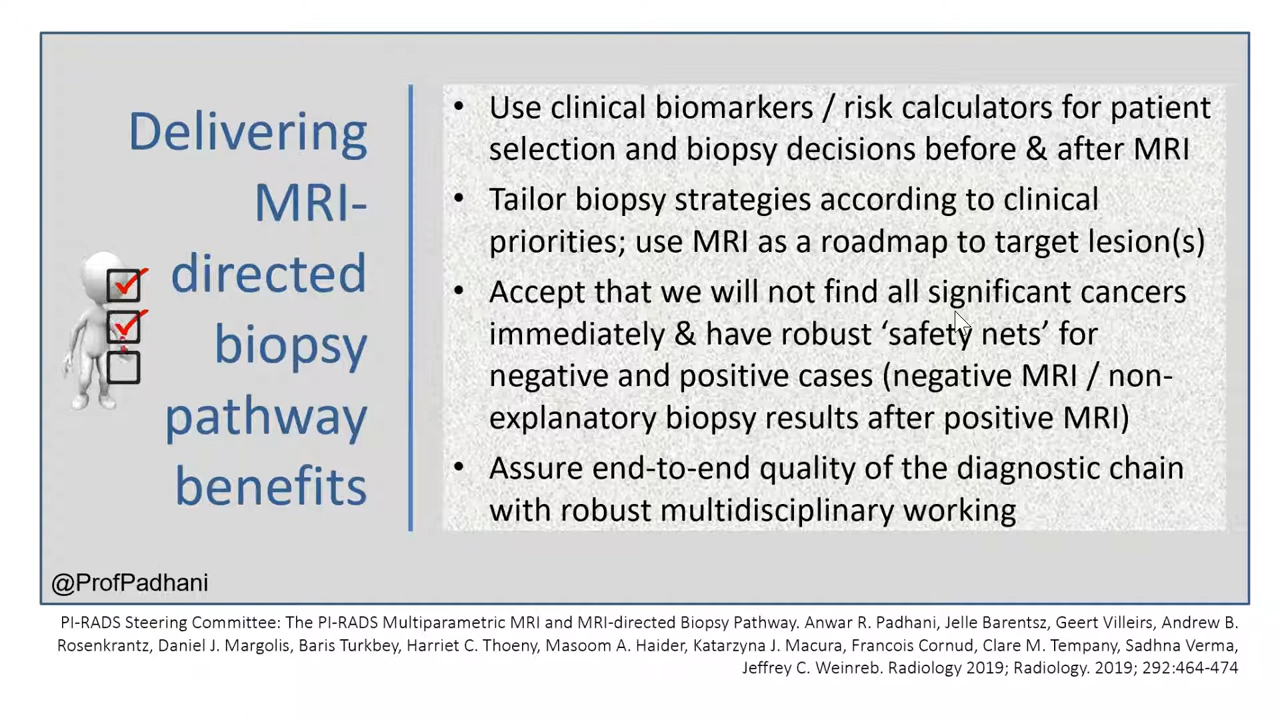 Delivering
MRI-
directed
biopsy
pathway
benefits
• Use clinical biomarkers / risk calculators for patient
selection and biopsy decisions before & after MRI
• Tailor biopsy strategies according to clinical
priorities; use MRI as a roadmap to target lesion(s)
• Accept that we will not find all significant cancers
immediately & have robust ‘safety nets’ for
negative and positive cases (negative MRI / non-
explanatory biopsy results after positive MRI)
• Assure end-to-end quality of the diagnostic chain
with robust multidisciplinary working
@ProfPadhani
PI-RADS Steering Committee: The PI-RADS Multiparametric MRI and MRI-directed Biopsy Pathway. Anwar R. Padhani, Jelle Barentsz, Geert Villeirs, Andrew B.
Rosenkrantz, Daniel J. Margolis, Baris Turkbey, Harriet C. Thoeny, Masoom A. Haider, Katarzyna J. Macura, Francois Cornud, Clare M. Tempany, Sadhna Verma,
Jeffrey C. Weinreb. Radiology 2019; Radiology. 2019; 292:464-474